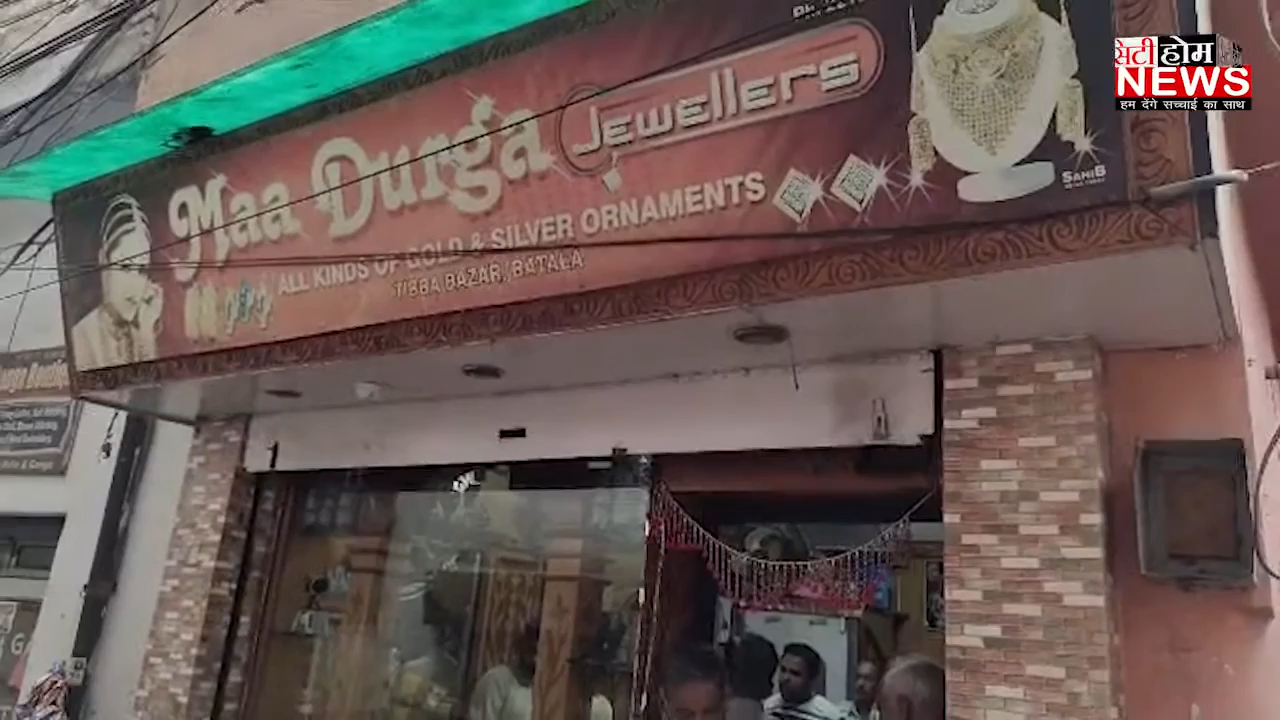 सेटी होम
NEWS
हम देंगे सच्चाई का साथ
Maa Durga Jewellers
ALL KINDS OF GOLD & SILVER ORNAMENTS
TIBBA BAZAR, BATALA
SAHIB